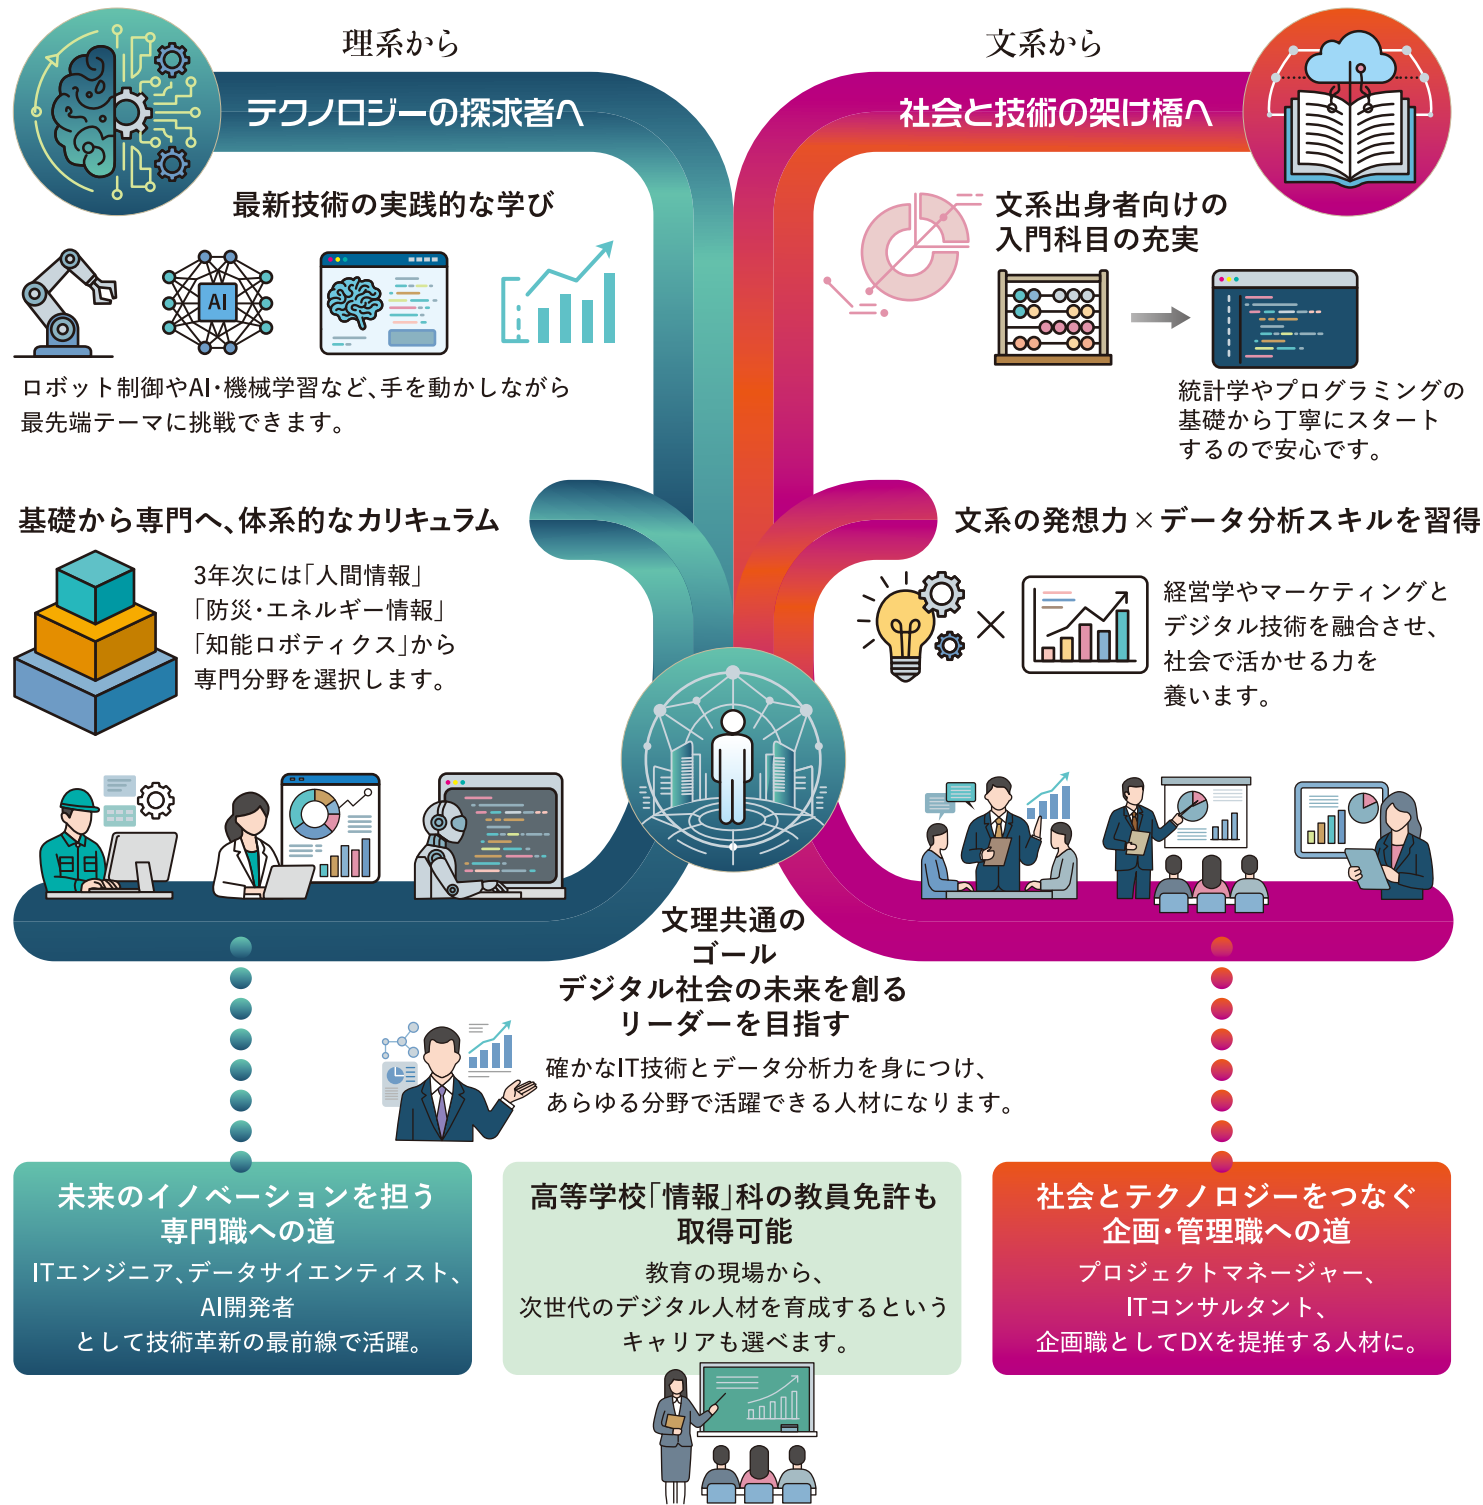 理系から
テクノロジーの探求者へ
最新技術の実践的な学び
AI
ロボット制御やAI・機械学習など、手を動かしながら
最先端テーマに挑戦できます。
基礎から専門へ、体系的なカリキュラム
3年次には「人間情報」
「防災・エネルギー情報」
「知能ロボティクス」から
専門分野を選択します。
文系から
社会と技術の架け橋へ
文系出身者向けの
入門科目の充実
統計学やプログラミングの
基礎から丁寧にスタート
するので安心です。
文系の発想力×データ分析スキルを習得
経営学やマーケティングと
デジタル技術を融合させ、
社会で活かせる力を
養います。
文理共通の
ゴール
デジタル社会の未来を創る
リーダーを目指す
確かなIT技術とデータ分析力を身につけ、
あらゆる分野で活躍できる人材になります。
未来のイノベーションを担う
専門職への道
ITエンジニア、データサイエンティスト、
AI開発者
として技術革新の最前線で活躍。
高等学校「情報」科の教員免許も
取得可能
教育の現場から、
次世代のデジタル人材を育成するという
キャリアも選べます。
社会とテクノロジーをつなぐ
企画・管理職への道
プロジェクトマネージャー、
ITコンサルタント、
企画職としてDXを提推する人材に。